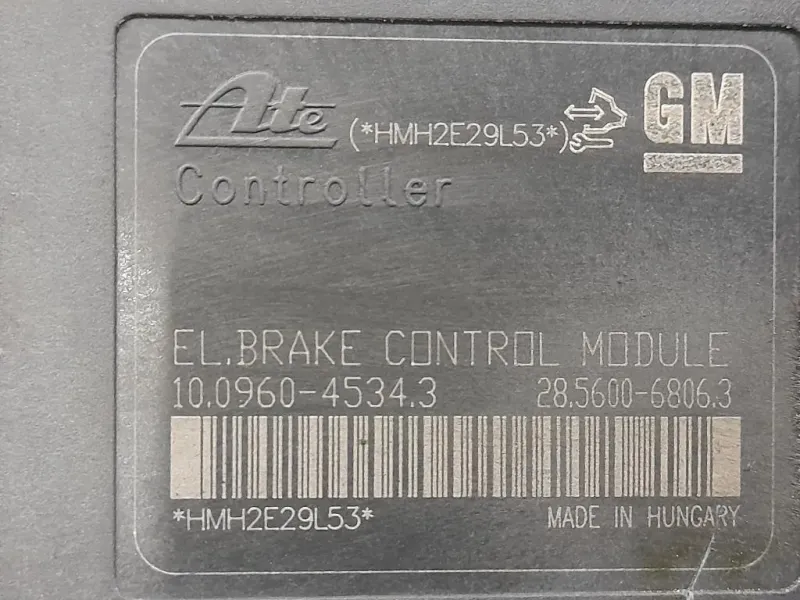 Ate (*HMH2E29L53*) GM
Controller
EL.BRAKE CONTROL MODULE
10.0960-4534.3 28.5600-6806.3
*HMH2E29L53* MADE IN HUNGARY